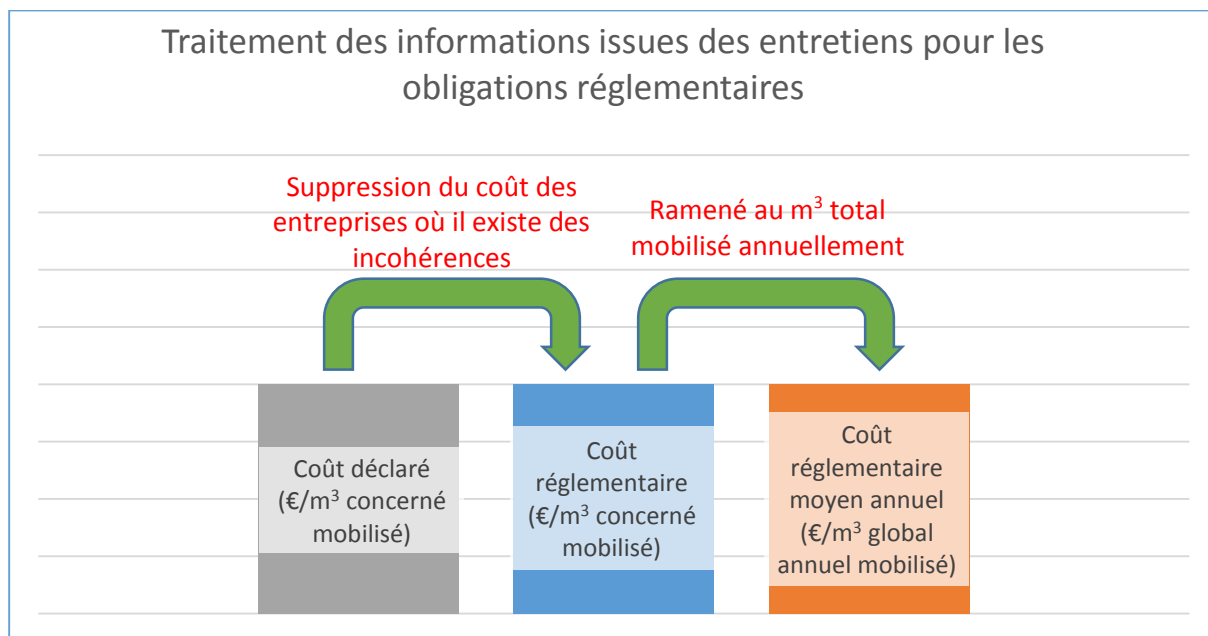 Traitement des informations issues des entretiens pour les
obligations réglementaires
Suppression du coût des
entreprises où il existe des
incohérences
Ramené au m³ total
mobilisé annuellement
Coût déclaré
(€/m³ concerné
mobilisé)
Coût
réglementaire
(€/m³ concerné
mobilisé)
Coût
réglementaire
moyen annuel
(€/m³ global
annuel mobilisé)